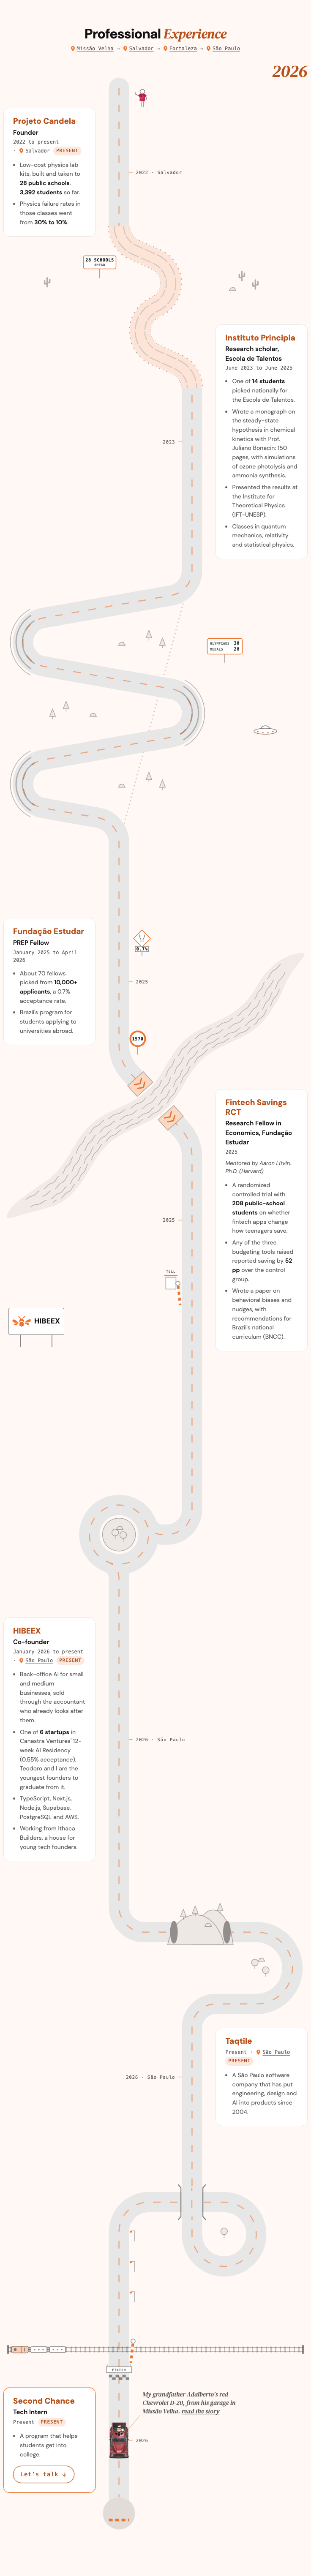 Professional Experience
Missão Velha → Salvador → Fortaleza → São Paulo
2026
Projeto Candela
Founder
2022 to present
· Salvador PRESENT
Low-cost physics lab
kits, built and taken to
28 public schools:
3,392 students so far.
Physics failure rates in
those classes went
from 30% to 10%.
2022 · Salvador
28 SCHOOLS
AHEAD
Instituto Principia
Research scholar,
Escola de Talentos
June 2023 to June 2025
One of 14 students
picked nationally for
the Escola de Talentos.
Wrote a monograph on
the steady-state
hypothesis in chemical
kinetics with Prof.
Juliano Bonacin: 150
pages, with simulations
of ozone photolysis and
ammonia synthesis.
Presented the results at
the Institute for
Theoretical Physics
(IFT-UNESP).
Classes in quantum
mechanics, relativity
and statistical physics.
2023
OLYMPIADS 38
MEDALS 28
Fundação Estudar
PREP Fellow
January 2025 to April
2026
About 70 fellows
picked from 10,000+
applicants, a 0.7%
acceptance rate.
Brazil's program for
students applying to
universities abroad.
0.7%
2025
1570
Fintech Savings
RCT
Research Fellow in
Economics, Fundação
Estudar
2025
Mentored by Aaron Litvin,
Ph.D. (Harvard)
A randomized
controlled trial with
208 public-school
students on whether
fintech apps change
how teenagers save.
Any of the three
budgeting tools raised
reported saving by 52
pp over the control
group.
Wrote a paper on
behavioral biases and
nudges, with
recommendations for
Brazil's national
curriculum (BNCC).
2025
TOLL
HIBEEX
HIBEEX
Co-founder
January 2026 to present
· São Paulo PRESENT
Back-office AI for small
and medium
businesses, sold
through the accountant
who already looks after
them.
One of 6 startups in
Canastra Ventures' 12-
week AI Residency
(0.55% acceptance).
Teodoro and I are the
youngest founders to
graduate from it.
TypeScript, Next.js,
Node.js, Supabase,
PostgreSQL and AWS.
Working from Ithaca
Builders, a house for
young tech founders.
2026 · São Paulo
Taqtile
Present · São Paulo
PRESENT
A São Paulo software
company that has put
engineering, design and
AI into products since
2004.
2026 · São Paulo
FINISH
Second Chance
Tech Intern
Present PRESENT
A program that helps
students get into
college.
Let's talk ↓
My grandfather Adalberto's red
Chevrolet D-20, from his garage in
Missão Velha. read the story
2026